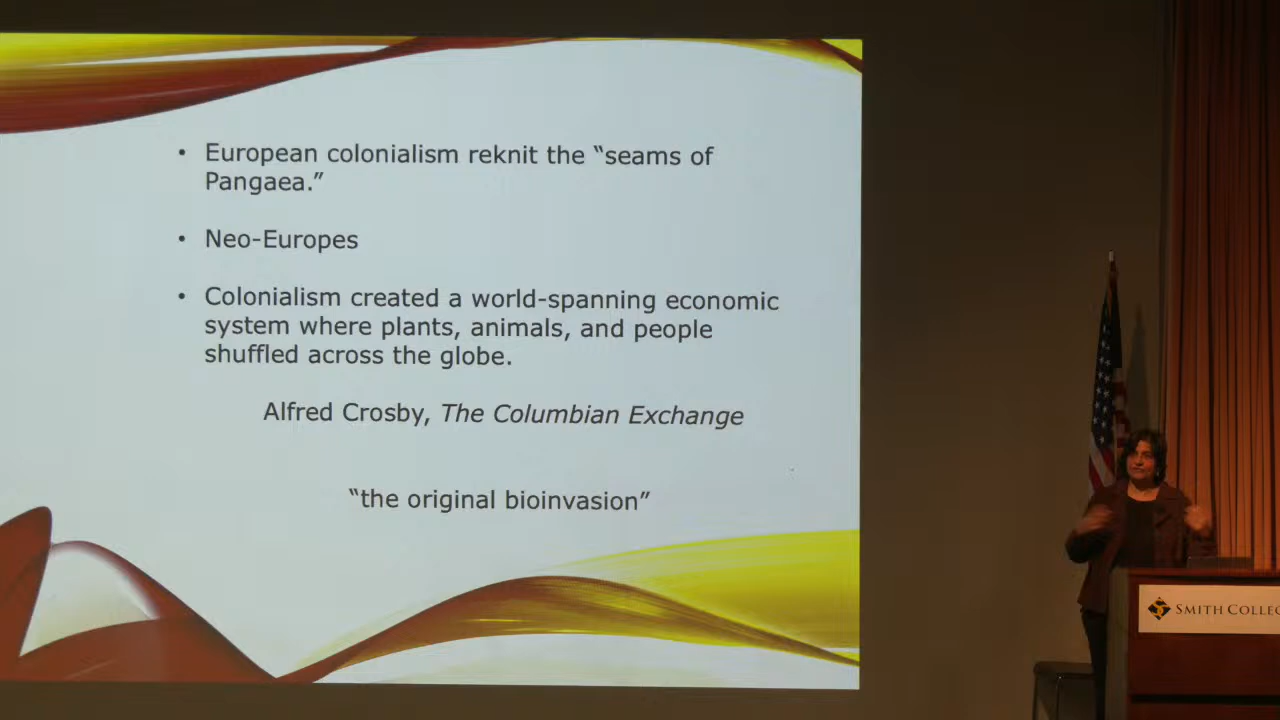 • European colonialism reknit the “seams of
Pangaea.”
• Neo-Europes
• Colonialism created a world-spanning economic
system where plants, animals, and people
shuffled across the globe.
Alfred Crosby, The Columbian Exchange
“the original bioinvasion”
SMITH COLLEG